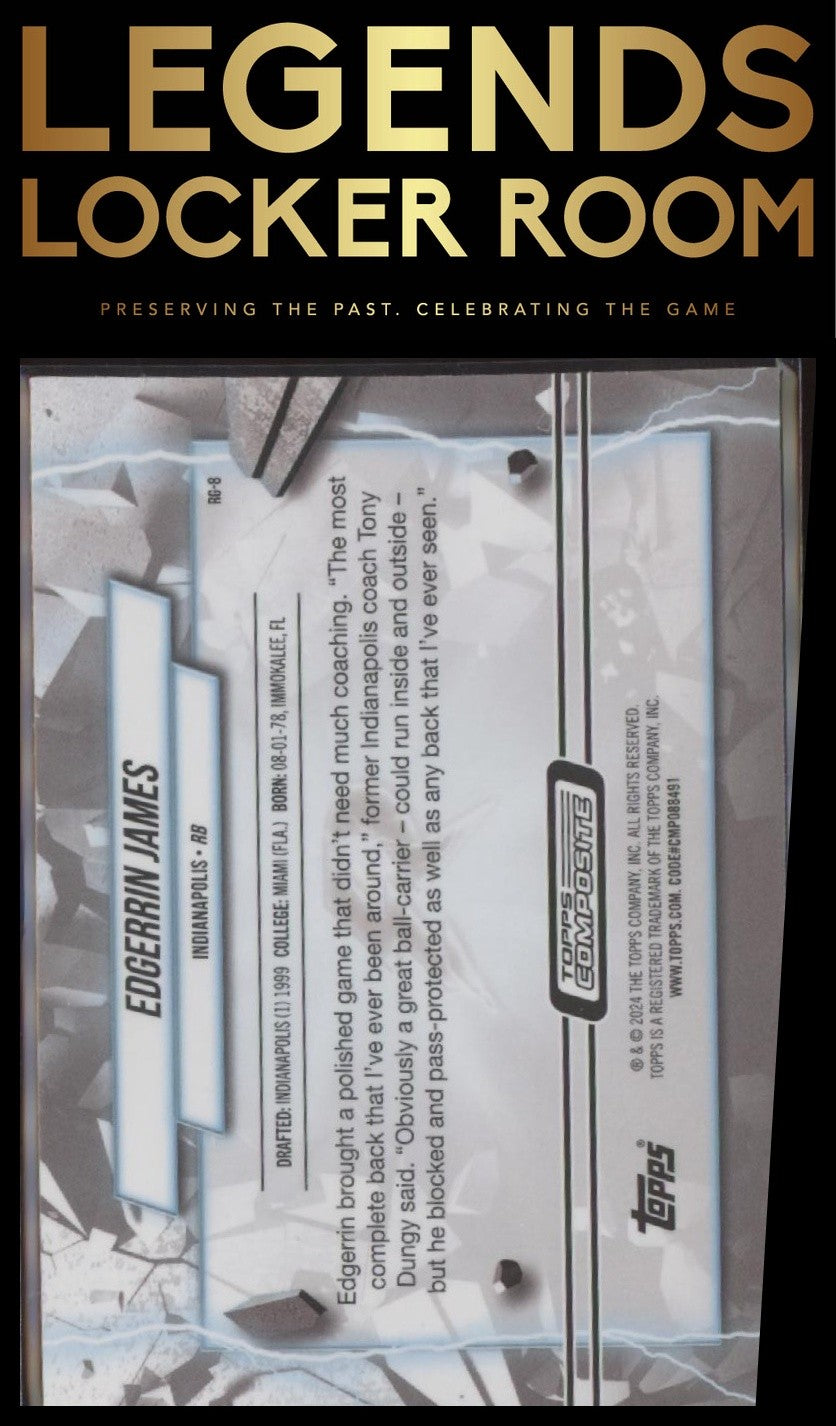 LEGENDS
LOCKER ROOM
PRESERVING THE PAST. CELEBRATING THE GAME
RG-8
EDGERRIN JAMES
INDIANAPOLIS • RB
DRAFTED: INDIANAPOLIS (1) 1999 COLLEGE: MIAMI (FLA.) BORN: 08-01-78, IMMOKALEE, FL
Edgerrin brought a polished game that didn't need much coaching. "The most
complete back that I've ever been around," former Indianapolis coach Tony
Dungy said. "Obviously a great ball-carrier – could run inside and outside –
but he blocked and pass-protected as well as any back that I've ever seen."
TOPPS
COMPOSITE
topps®
® & © 2024 THE TOPPS COMPANY, INC. ALL RIGHTS RESERVED.
TOPPS IS A REGISTERED TRADEMARK OF THE TOPPS COMPANY, INC.
WWW.TOPPS.COM. CODE#CMP088491